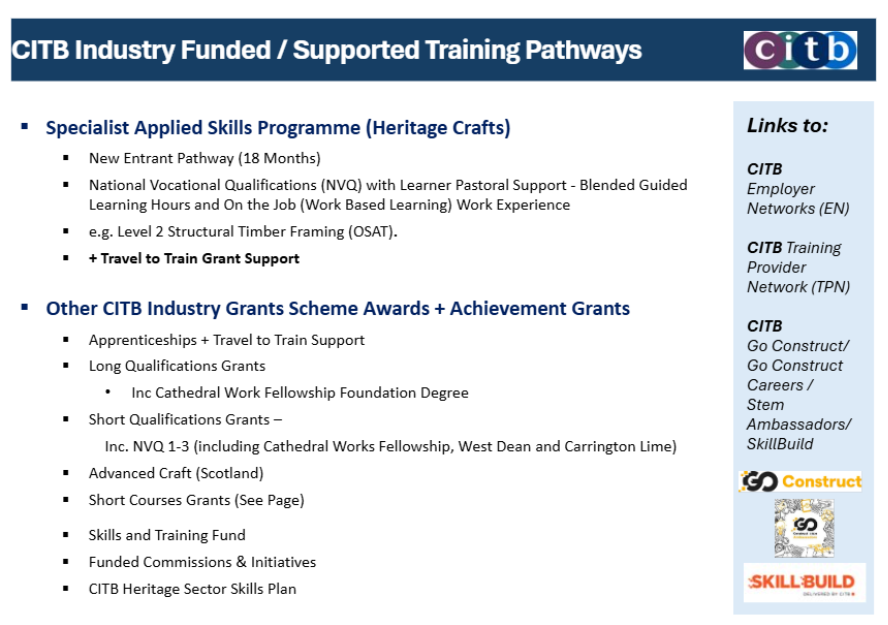 CITB Industry Funded / Supported Training Pathways
citb
Specialist Applied Skills Programme (Heritage Crafts)
New Entrant Pathway (18 Months)
National Vocational Qualifications (NVQ) with Learner Pastoral Support - Blended Guided
Learning Hours and On the Job (Work Based Learning) Work Experience
e.g. Level 2 Structural Timber Framing (OSAT).
+ Travel to Train Grant Support
Other CITB Industry Grants Scheme Awards + Achievement Grants
Apprenticeships + Travel to Train Support
Long Qualifications Grants
Inc Cathedral Work Fellowship Foundation Degree
Short Qualifications Grants –
Inc. NVQ 1-3 (including Cathedral Works Fellowship, West Dean and Carrington Lime)
Advanced Craft (Scotland)
Short Courses Grants (See Page)
Skills and Training Fund
Funded Commissions & Initiatives
CITB Heritage Sector Skills Plan
Links to:
CITB
Employer
Networks (EN)
CITB Training
Provider
Network (TPN)
CITB
Go Construct/
Go Construct
Careers /
Stem
Ambassadors/
SkillBuild
GO Construct
GO
SKILLBUILD
DELIVERED BY CITB